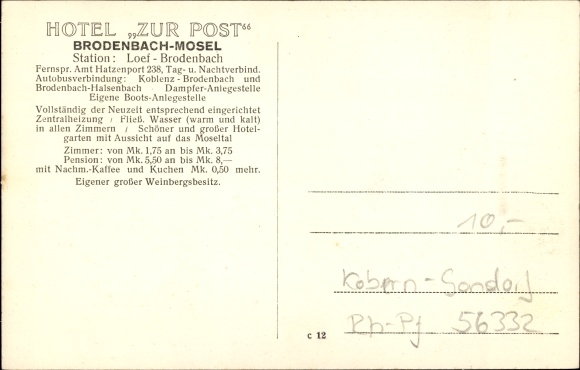 HOTEL „ZUR POST“
BRODENBACH-MOSEL
Station: Loef - Brodenbach
Fernspr. Amt Hatzenport 238, Tag- u. Nachtverbind.
Autobusverbindung: Koblenz - Brodenbach und
Brodenbach-Halsenbach · Dampfer-Anlegestelle
Eigene Boots-Anlegestelle
Vollständig der Neuzeit entsprechend eingerichtet
Zentralheizung / Fließ. Wasser (warm und kalt)
in allen Zimmern / Schöner und großer Hotel-
garten mit Aussicht auf das Moseltal
Zimmer: von Mk. 1,75 an bis Mk. 3,75
Pension: von Mk. 5,50 an bis Mk. 8,—
mit Nachm.-Kaffee und Kuchen Mk. 0,50 mehr.
Eigener großer Weinbergsbesitz.
10,-
Kobern-Gondorf
Rh-Pf 56332
c 12